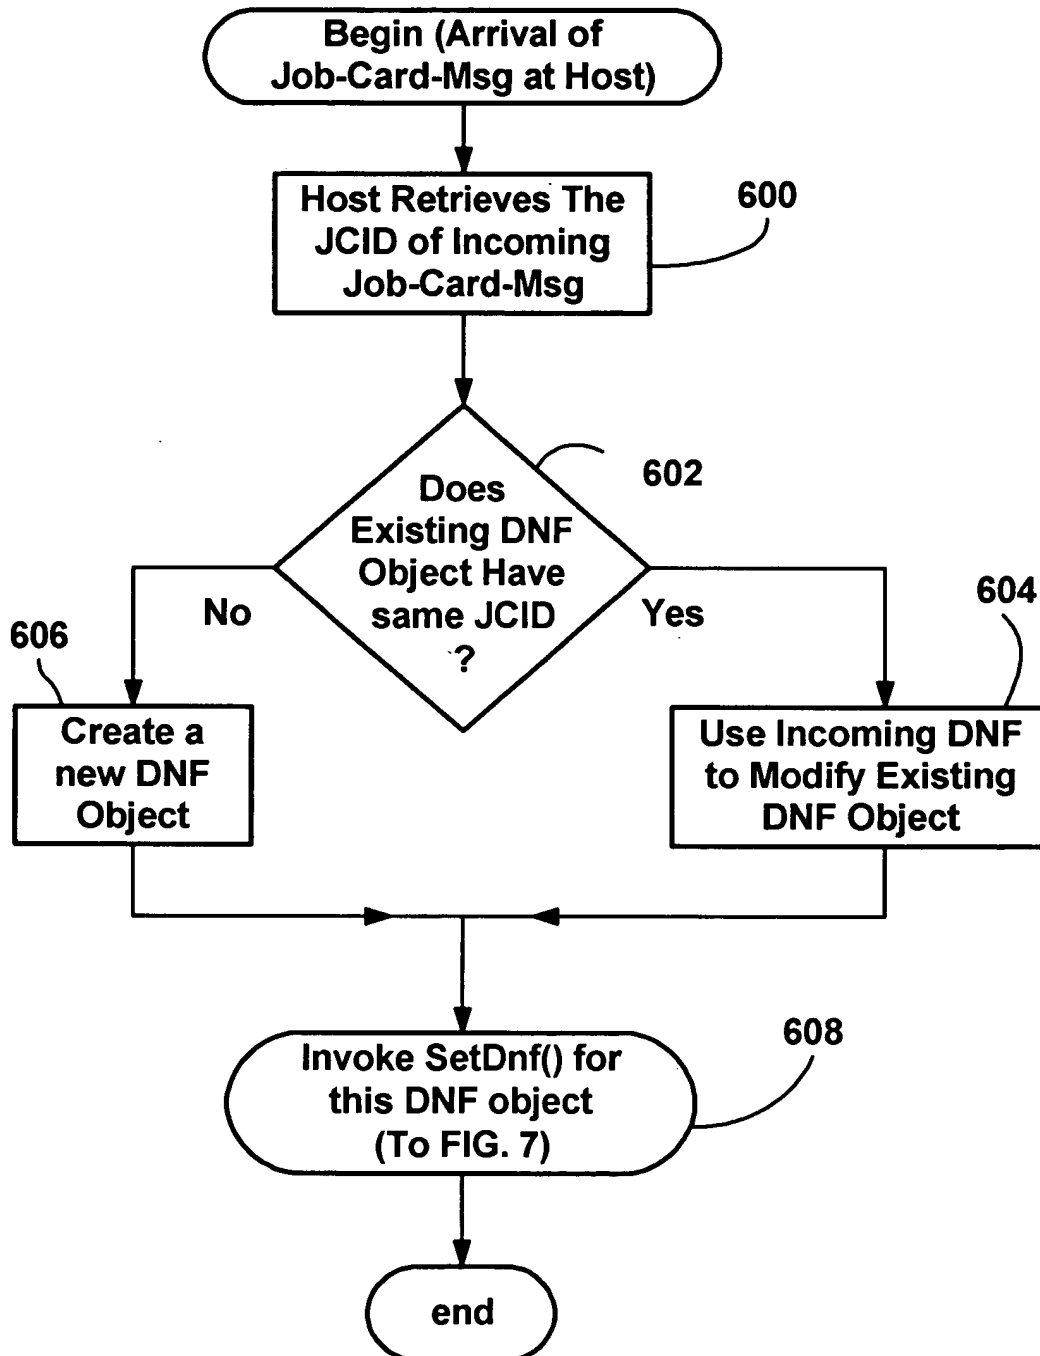 Begin (Arrival of
Job-Card-Msg at Host)
Host Retrieves The
JCID of Incoming
Job-Card-Msg
600
Does
Existing DNF
Object Have
same JCID
?
602
No
Yes
606
604
Create a
new DNF
Object
Use Incoming DNF
to Modify Existing
DNF Object
Invoke SetDnf() for
this DNF object
(To FIG. 7)
608
end